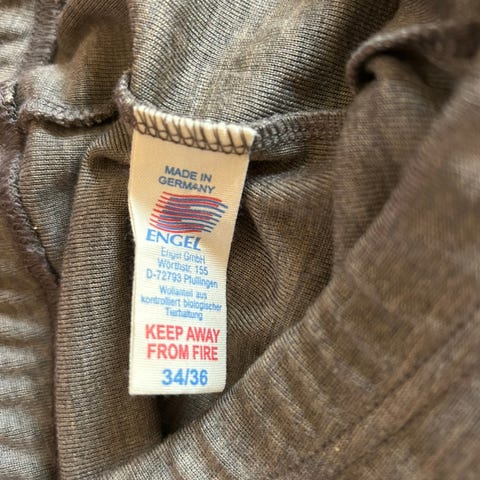 MADE IN
GERMANY
ENGEL
Engel GmbH
Wörthstr. 155
D-72793 Pfullingen
Wollanteil aus
kontrolliert biologischer
Tierhaltung
KEEP AWAY
FROM FIRE
34/36